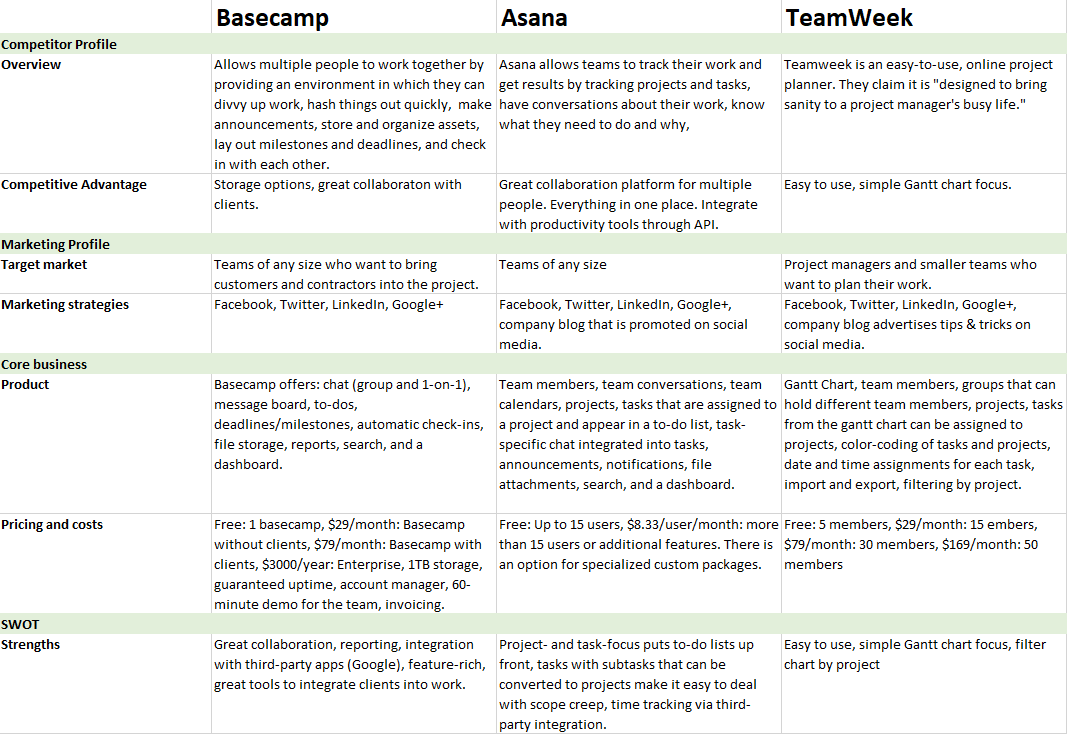 Basecamp Asana TeamWeek
Competitor Profile
Overview
Allows multiple people to work together by
providing an environment in which they can
divvy up work, hash things out quickly,  make
announcements, store and organize assets,
lay out milestones and deadlines, and check
in with each other.
Asana allows teams to track their work and
get results by tracking projects and tasks,
have conversations about their work, know
what they need to do and why,
Teamweek is an easy-to-use, online project
planner. They claim it is "designed to bring
sanity to a project manager's busy life."
Competitive Advantage
Storage options, great collaboraton with
clients.
Great collaboration platform for multiple
people. Everything in one place. Integrate
with productivity tools through API.
Easy to use, simple Gantt chart focus.
Marketing Profile
Target market
Teams of any size who want to bring
customers and contractors into the project.
Teams of any size
Project managers and smaller teams who
want to plan their work.
Marketing strategies
Facebook, Twitter, LinkedIn, Google+
Facebook, Twitter, LinkedIn, Google+,
company blog that is promoted on social
media.
Facebook, Twitter, LinkedIn, Google+,
company blog advertises tips & tricks on
social media.
Core business
Product
Basecamp offers: chat (group and 1-on-1),
message board, to-dos,
deadlines/milestones, automatic check-ins,
file storage, reports, search, and a
dashboard.
Team members, team conversations, team
calendars, projects, tasks that are assigned to
a project and appear in a to-do list, task-
specific chat integrated into tasks,
announcements, notifications, file
attachments, search, and a dashboard.
Gantt Chart, team members, groups that can
hold different team members, projects, tasks
from the gantt chart can be assigned to
projects, color-coding of tasks and projects,
date and time assignments for each task,
import and export, filtering by project.
Pricing and costs
Free: 1 basecamp, $29/month: Basecamp
without clients, $79/month: Basecamp with
clients, $3000/year: Enterprise, 1TB storage,
guaranteed uptime, account manager, 60-
minute demo for the team, invoicing.
Free: Up to 15 users, $8.33/user/month: more
than 15 users or additional features. There is
an option for specialized custom packages.
Free: 5 members, $29/month: 15 embers,
$79/month: 30 members, $169/month: 50
members
SWOT
Strengths
Great collaboration, reporting, integration
with third-party apps (Google), feature-rich,
great tools to integrate clients into work.
Project- and task-focus puts to-do lists up
front, tasks with subtasks that can be
converted to projects make it easy to deal
with scope creep, time tracking via third-
party integration.
Easy to use, simple Gantt chart focus, filter
chart by project